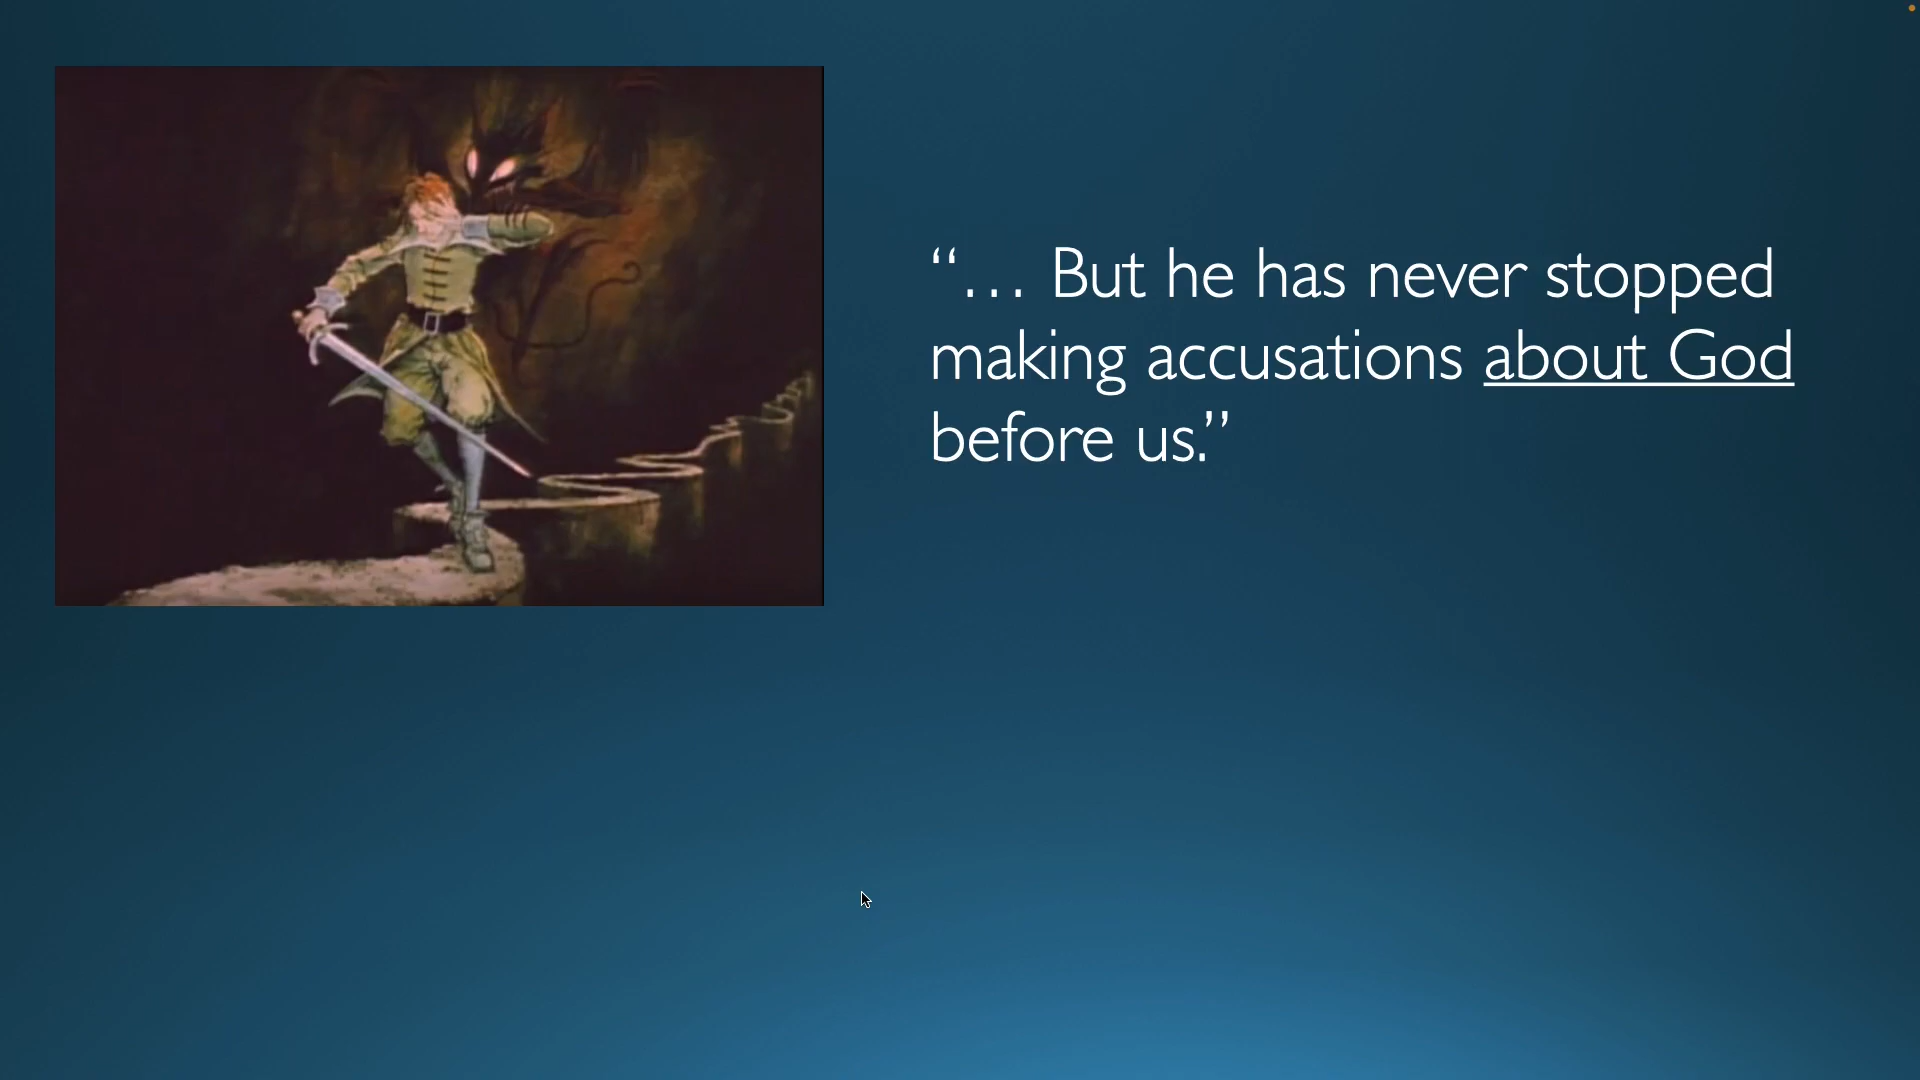 “… But he has never stopped
making accusations about God
before us.”